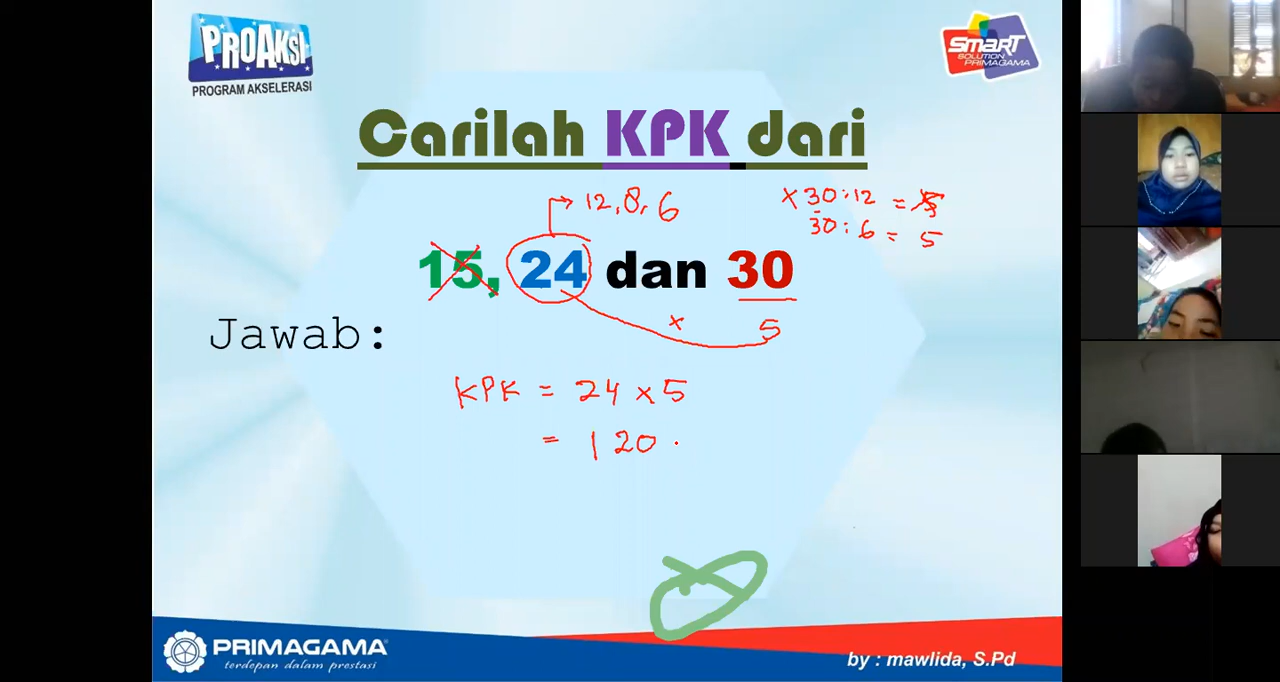 PROAKSI
PROGRAM AKSELERASI
SMART
SOLUTION
PRIMAGAMA
Carilah KPK dari
12, 8, 6
x 30 : 12 =
30 : 6 = 5
15, 24 dan 30
x 5
Jawab:
KPK = 24 x 5
= 120.
PRIMAGAMA
terdepan dalam prestasi
by : mawlida, S.Pd